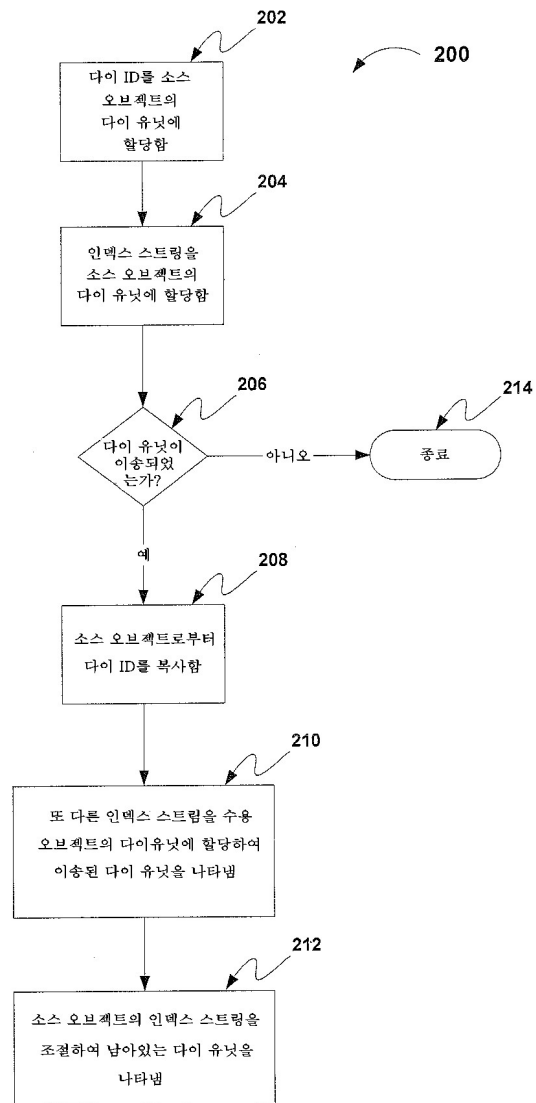 202
200
다이 ID를 소스
오브젝트의
다이 유닛에
할당함
204
인덱스 스트링을
소스 오브젝트의
다이 유닛에 할당함
206
214
다이 유닛이
이송되었
는가?
아니오
종료
예
208
소스 오브젝트로부터
다이 ID를 복사함
210
또 다른 인덱스 스트링을 수용
오브젝트의 다이유닛에 할당하여
이송된 다이 유닛을 나타냄
212
소스 오브젝트의 인덱스 스트링을
조절하여 남아있는 다이 유닛을
나타냄